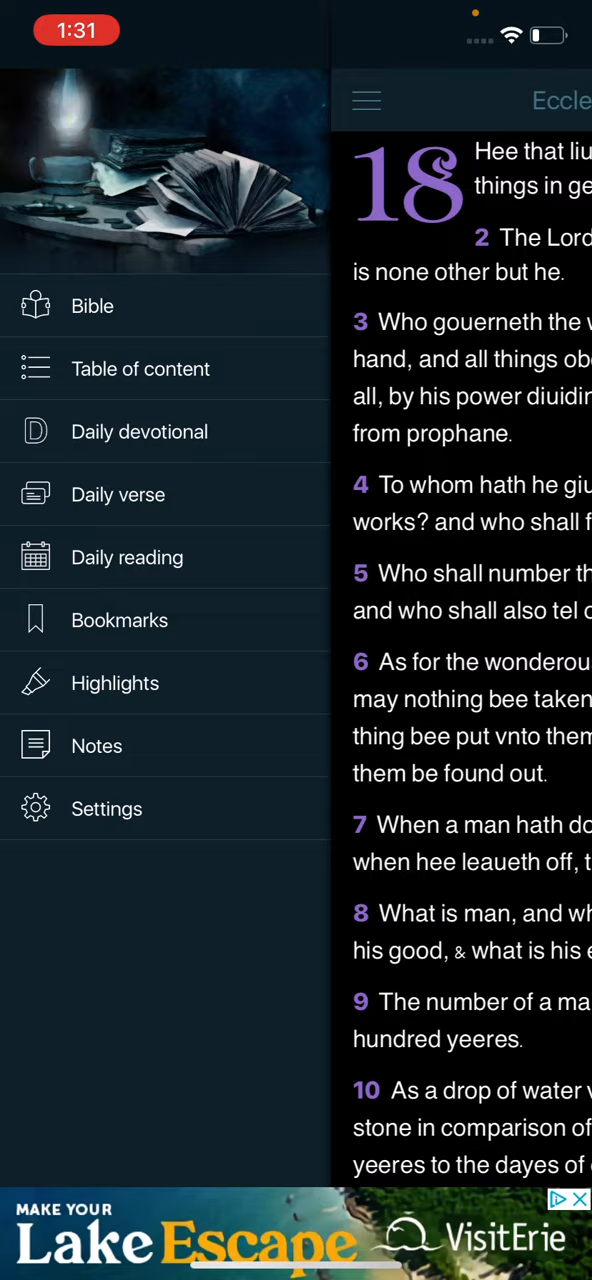 1:31
Bible
Table of content
Daily devotional
Daily verse
Daily reading
Bookmarks
Highlights
Notes
Settings
Eccle
18 Hee that liu
things in ge
2 The Lord
is none other but he.
3 Who gouerneth the w
hand, and all things obe
all, by his power diuidin
from prophane.
4 To whom hath he giu
works? and who shall f
5 Who shall number th
and who shall also tel o
6 As for the wonderou
may nothing bee taken
thing bee put vnto them
them be found out.
7 When a man hath do
when hee leaueth off, t
8 What is man, and wh
his good, & what is his e
9 The number of a ma
hundred yeeres.
10 As a drop of water v
stone in comparison of
yeeres to the dayes of e
MAKE YOUR
Lake Escape
VisitErie